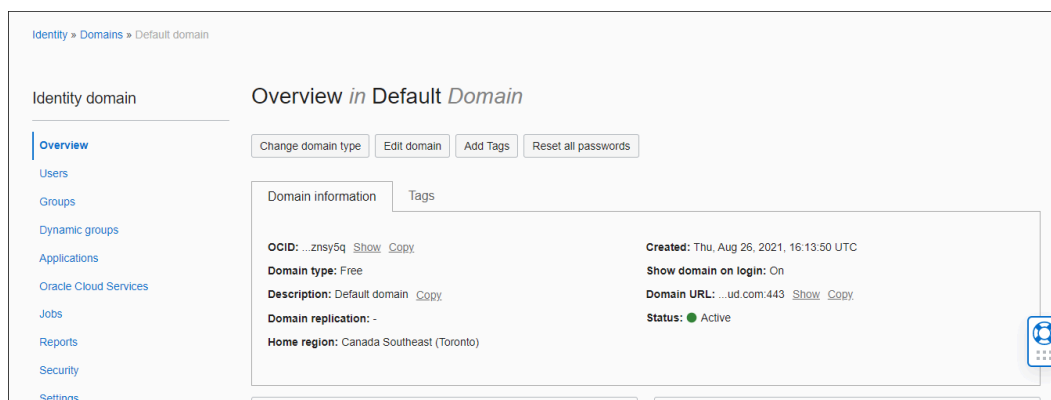 Identity » Domains » Default domain
Identity domain
Overview
Users
Groups
Dynamic groups
Applications
Oracle Cloud Services
Jobs
Reports
Security
Settings
Overview in Default Domain
Change domain type Edit domain Add Tags Reset all passwords
Domain information Tags
OCID: ...znsy5q Show Copy
Domain type: Free
Description: Default domain Copy
Domain replication: -
Home region: Canada Southeast (Toronto)
Created: Thu, Aug 26, 2021, 16:13:50 UTC
Show domain on login: On
Domain URL: ...ud.com:443 Show Copy
Status: Active